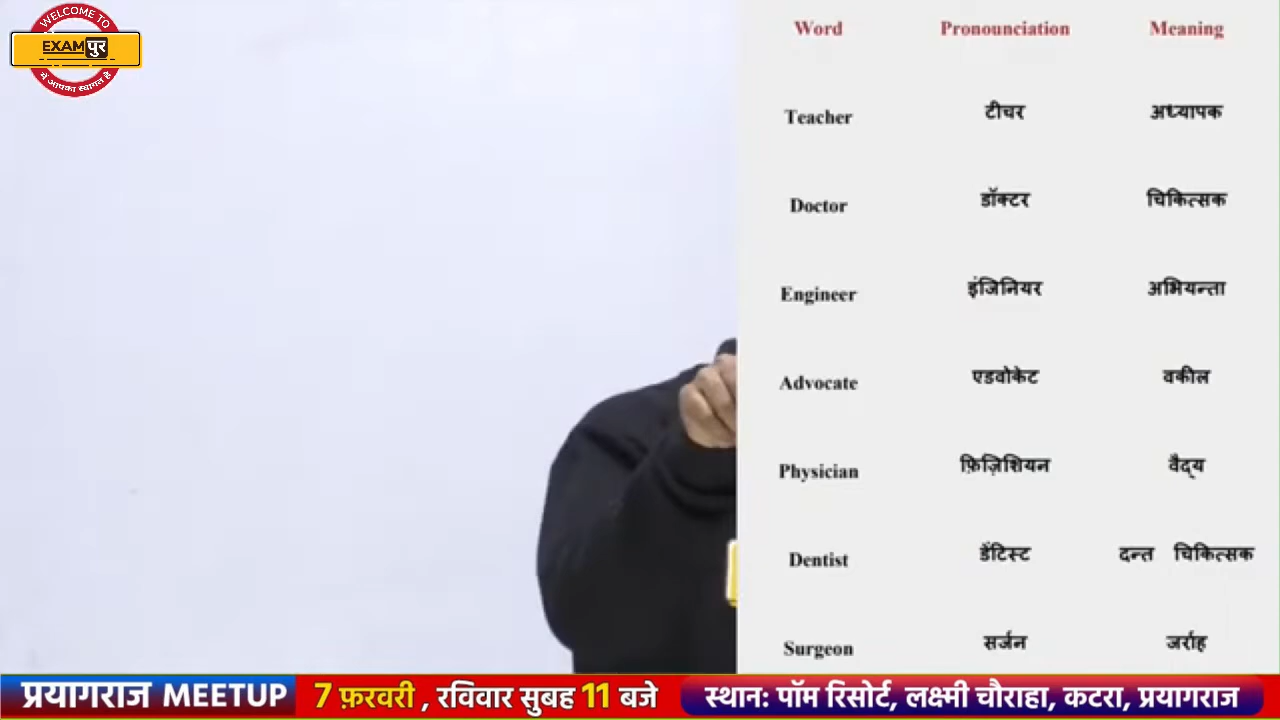 WELCOME TO
EXAMपुर
में आपका स्वागत है
Word Pronounciation Meaning
Teacher टीचर अध्यापक
Doctor डॉक्टर चिकित्सक
Engineer इंजिनियर अभियन्ता
Advocate एडवोकेट वकील
Physician फ़िज़िशियन वैद्य
Dentist डेंटिस्ट दन्त चिकित्सक
Surgeon सर्जन जर्राह
प्रयागराज MEETUP 7 फ़रवरी , रविवार सुबह 11 बजे स्थान: पॉम रिसोर्ट, लक्ष्मी चौराहा, कटरा, प्रयागराज